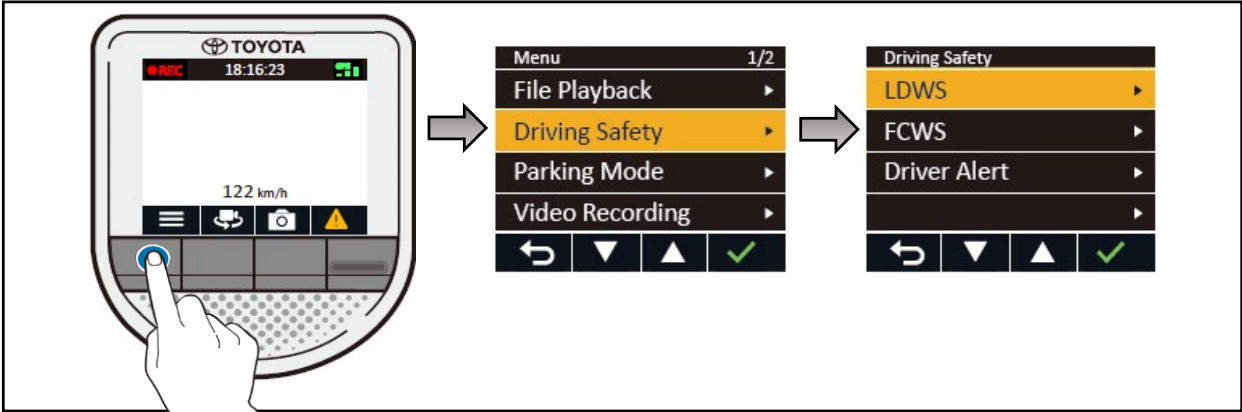 TOYOTA
REC 18:16:23 GPS
122 km/h
Menu 1/2
File Playback
Driving Safety
Parking Mode
Video Recording
Driving Safety
LDWS
FCWS
Driver Alert